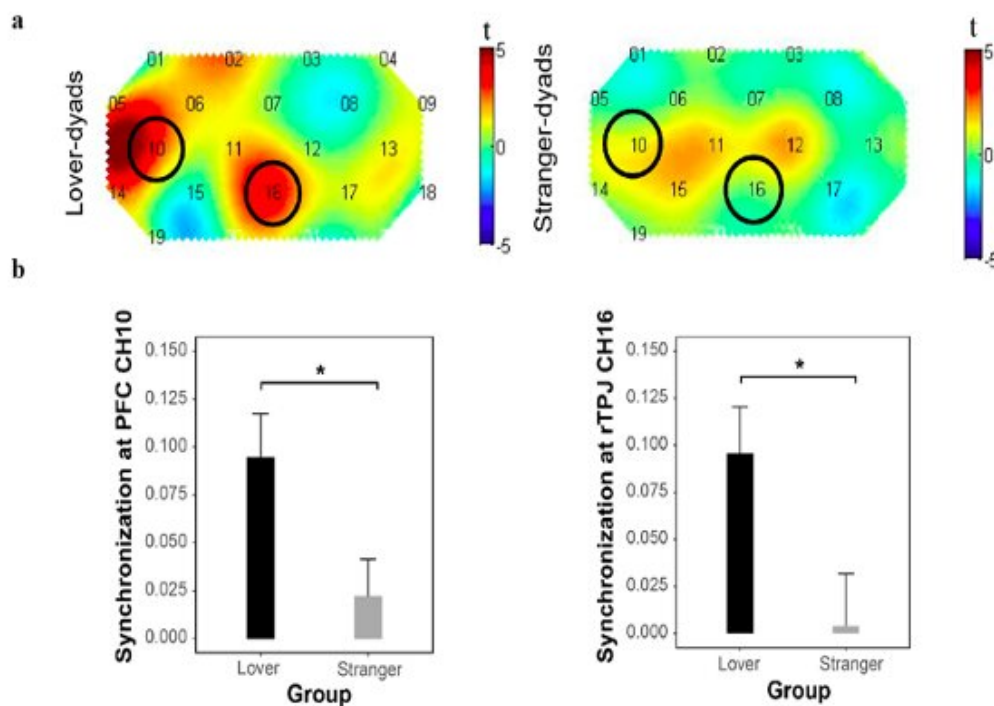 a
Lover-dyads
01 02 03 04
05 06 07 08 09
10 11 12 13
14 15 16 17 18
19
t
5
0
-5
Stranger-dyads
01 02 03
05 06 07 08
10 11 12 13
14 15 16 17
19
t
5
0
-5
b
Synchronization at PFC CH10
0.150
0.125
0.100
0.075
0.050
0.025
0.000
*
Lover Stranger
Group
Synchronization at rTPJ CH16
0.150
0.125
0.100
0.075
0.050
0.025
0.000
*
Lover Stranger
Group